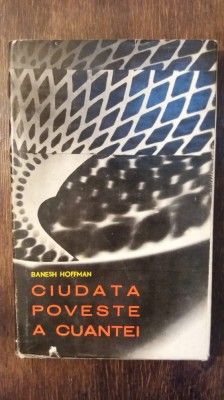 BANESH HOFFMAN
CIUDATA
POVESTE
A CUANTEI